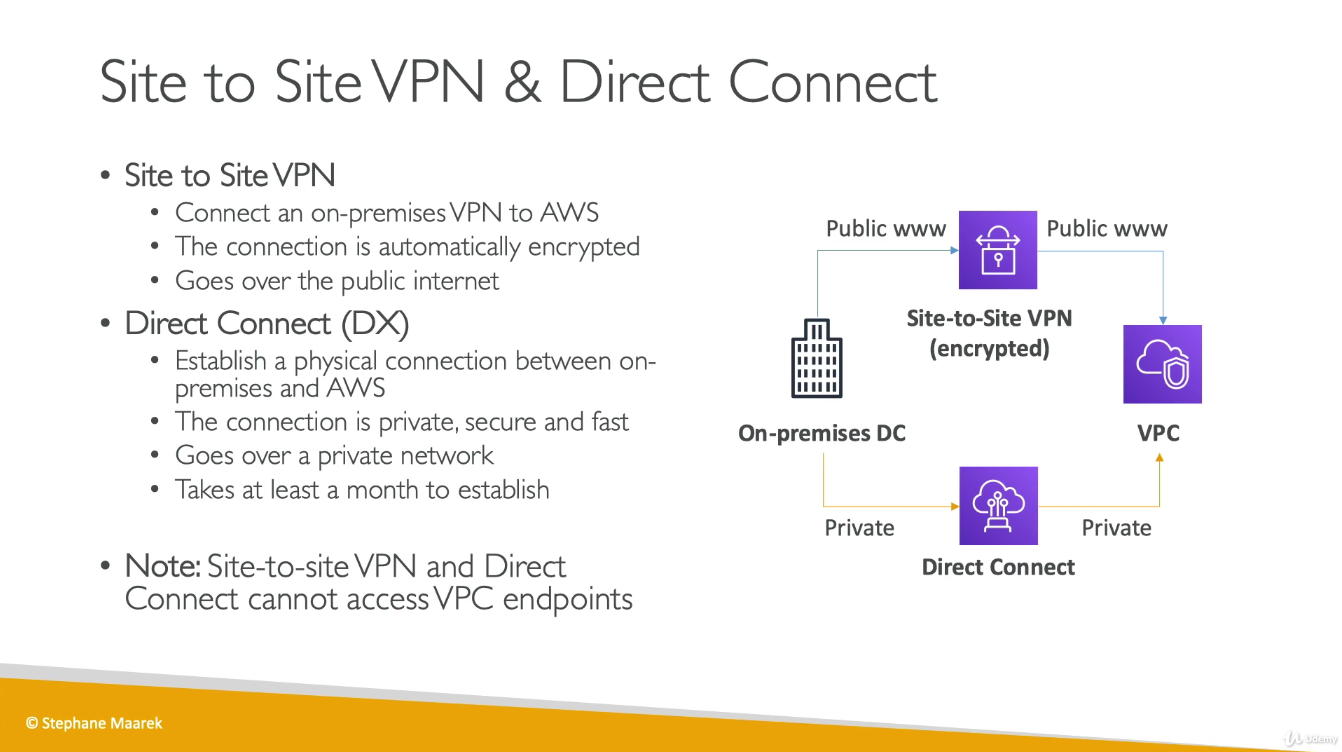 Site to Site VPN & Direct Connect
• Site to Site VPN
• Connect an on-premises VPN to AWS
• The connection is automatically encrypted
• Goes over the public internet
• Direct Connect (DX)
• Establish a physical connection between on-
premises and AWS
• The connection is private, secure and fast
• Goes over a private network
• Takes at least a month to establish
• Note: Site-to-site VPN and Direct
Connect cannot access VPC endpoints
Public www
Public www
Site-to-Site VPN
(encrypted)
On-premises DC
VPC
Private
Private
Direct Connect
© Stephane Maarek
Udemy